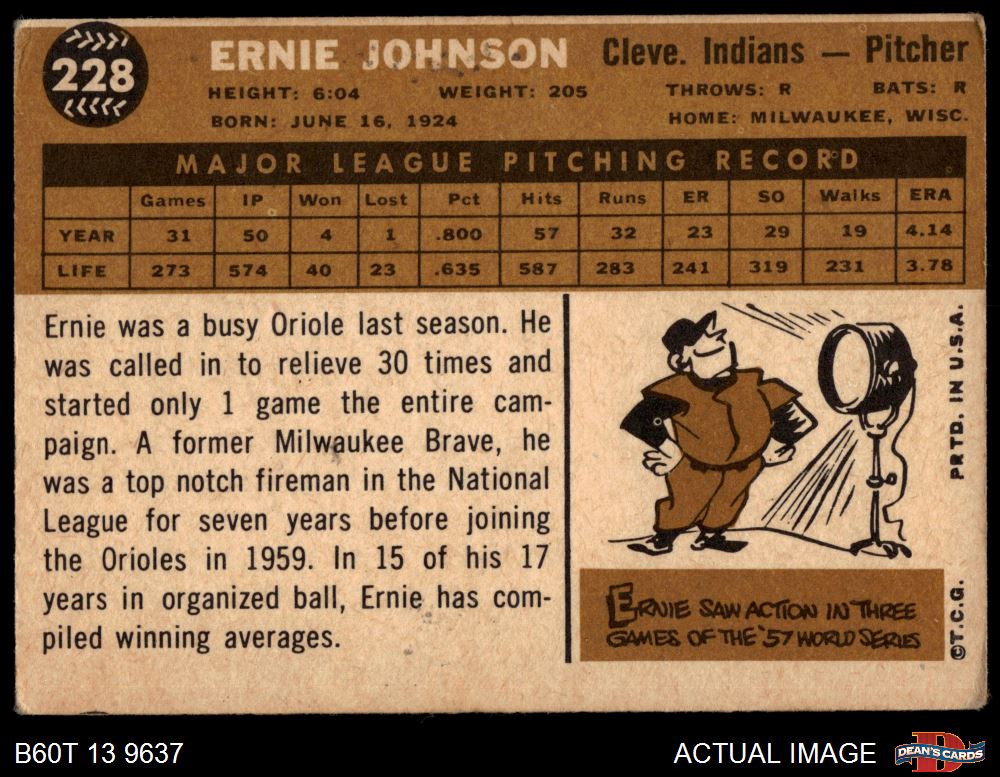 228
ERNIE JOHNSON Cleve. Indians — Pitcher
HEIGHT: 6:04 WEIGHT: 205 THROWS: R BATS: R
BORN: JUNE 16, 1924 HOME: MILWAUKEE, WISC.
MAJOR LEAGUE PITCHING RECORD
Games IP Won Lost Pct Hits Runs ER SO Walks ERA
YEAR 31 50 4 1 .800 57 32 23 29 19 4.14
LIFE 273 574 40 23 .635 587 283 241 319 231 3.78
Ernie was a busy Oriole last season. He
was called in to relieve 30 times and
started only 1 game the entire cam-
paign. A former Milwaukee Brave, he
was a top notch fireman in the National
League for seven years before joining
the Orioles in 1959. In 15 of his 17
years in organized ball, Ernie has com-
piled winning averages.
ERNIE SAW ACTION IN THREE
GAMES OF THE '57 WORLD SERIES
©T.C.G. PRTD. IN U.S.A.
B60T 13 9637 ACTUAL IMAGE
D
DEAN'S CARDS